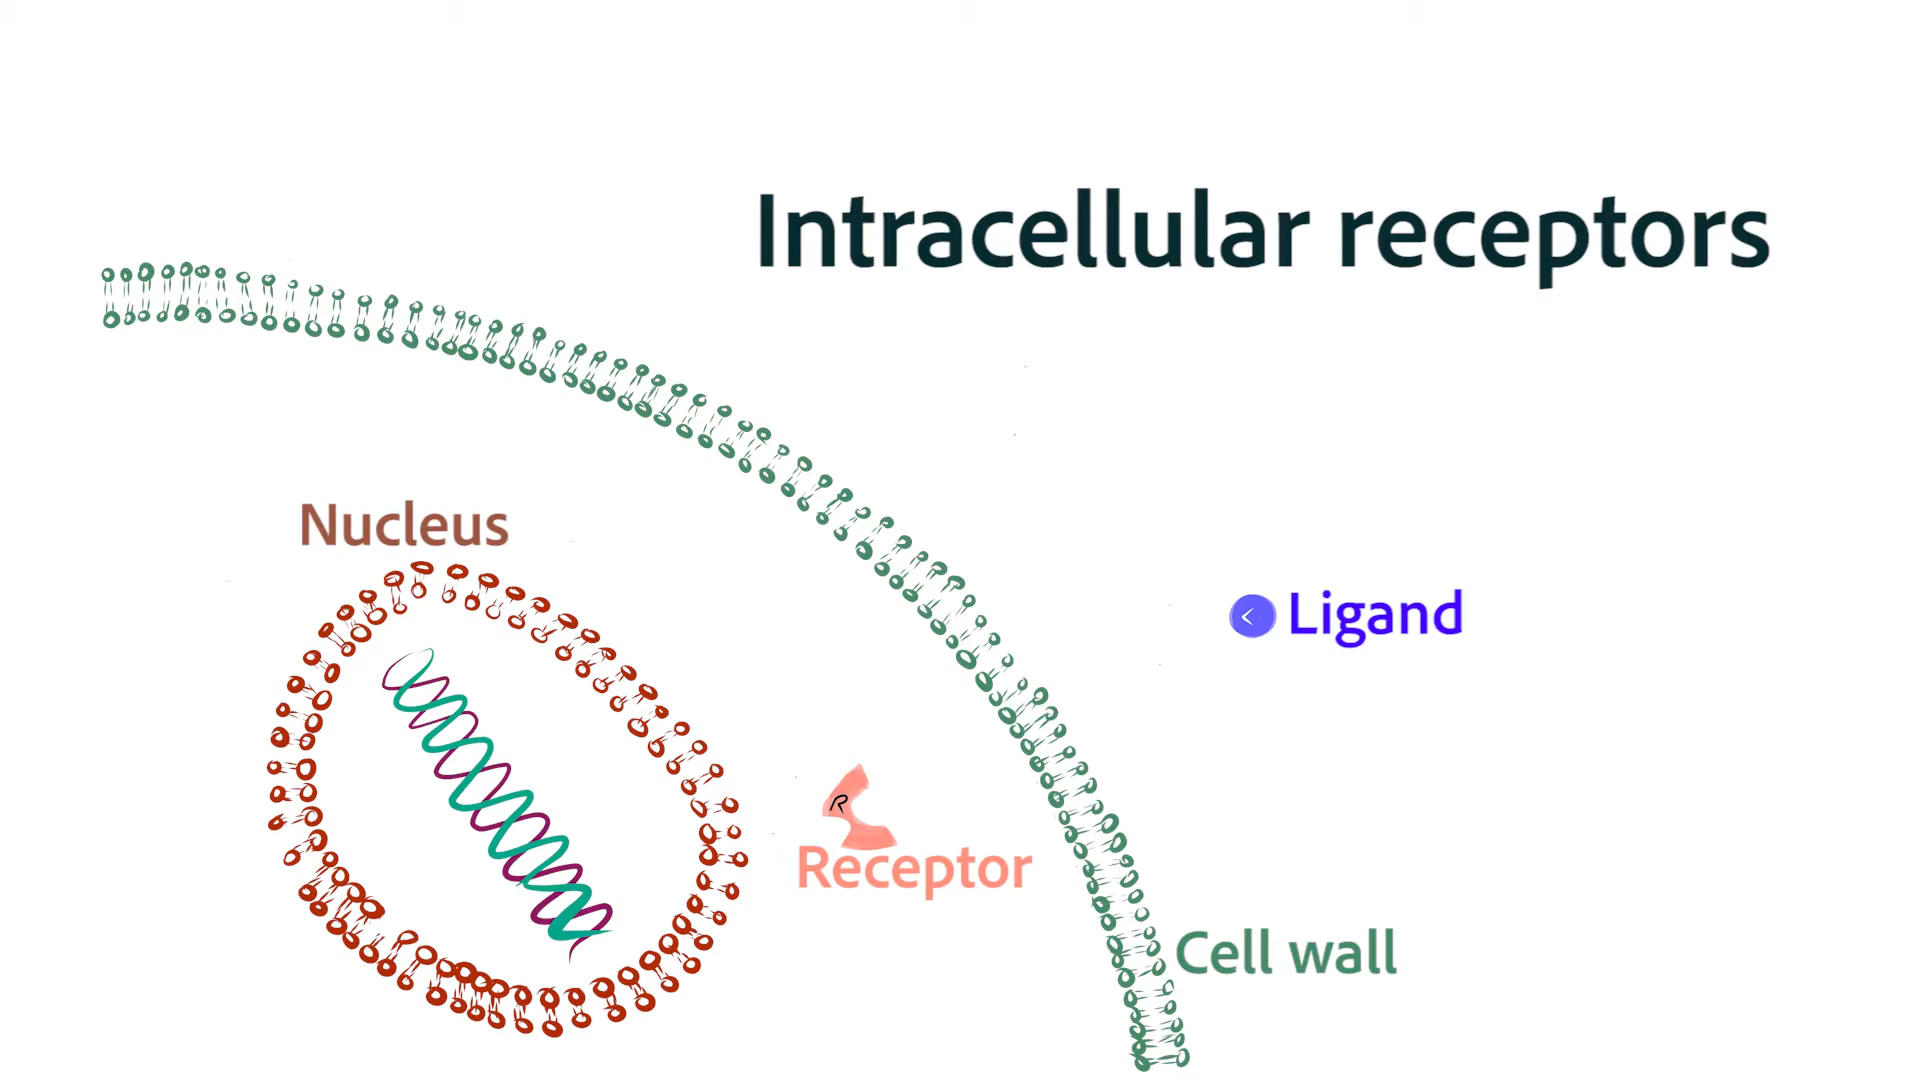 Intracellular receptors
Nucleus
Ligand
R
Receptor
Cell wall